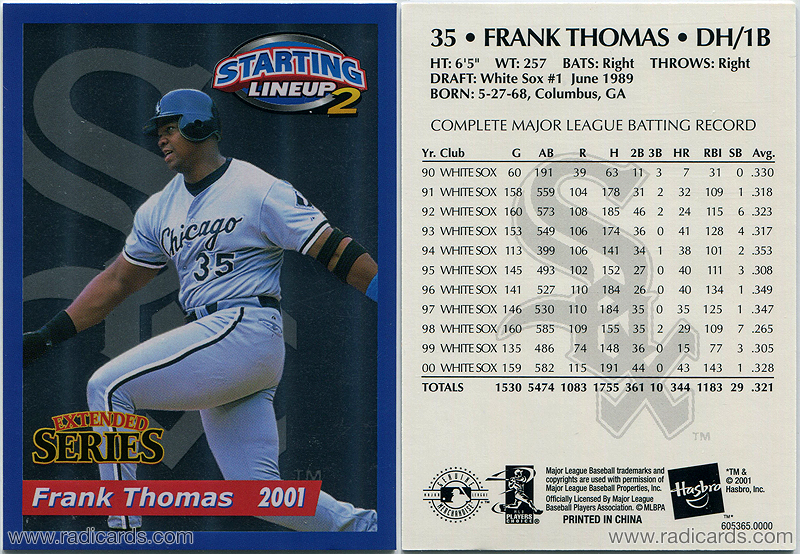 STARTING
LINEUP 2
Chicago
35
EXTENDED
SERIES
TM
Frank Thomas 2001
www.radicards.com
35 • FRANK THOMAS • DH/1B
HT: 6'5" WT: 257 BATS: Right THROWS: Right
DRAFT: White Sox #1 June 1989
BORN: 5-27-68, Columbus, GA
COMPLETE MAJOR LEAGUE BATTING RECORD
Yr. Club G AB R H 2B 3B HR RBI SB Avg.
90 WHITE SOX 60 191 39 63 11 3 7 31 0 .330
91 WHITE SOX 158 559 104 178 31 2 32 109 1 .318
92 WHITE SOX 160 573 108 185 46 2 24 115 6 .323
93 WHITE SOX 153 549 106 174 36 0 41 128 4 .317
94 WHITE SOX 113 399 106 141 34 1 38 101 2 .353
95 WHITE SOX 145 493 102 152 27 0 40 111 3 .308
96 WHITE SOX 141 527 110 184 26 0 40 134 1 .349
97 WHITE SOX 146 530 110 184 35 0 35 125 1 .347
98 WHITE SOX 160 585 109 155 35 2 29 109 7 .265
99 WHITE SOX 135 486 74 148 36 0 15 77 3 .305
00 WHITE SOX 159 582 115 191 44 0 43 143 1 .328
TOTALS 1530 5474 1083 1755 361 10 344 1183 29 .321
Sox
TM
GENUINE
MAJOR LEAGUE
MERCHANDISE
MLB
PLAYERS
CHOICE
Major League Baseball trademarks and
copyrights are used with permission of
Major League Baseball Properties, Inc.
Officially Licensed By Major League
Baseball Players Association. © MLBPA
PRINTED IN CHINA
Hasbro
® TM &
© 2001
Hasbro, Inc.
TM
605365.0000
www.radicards.com